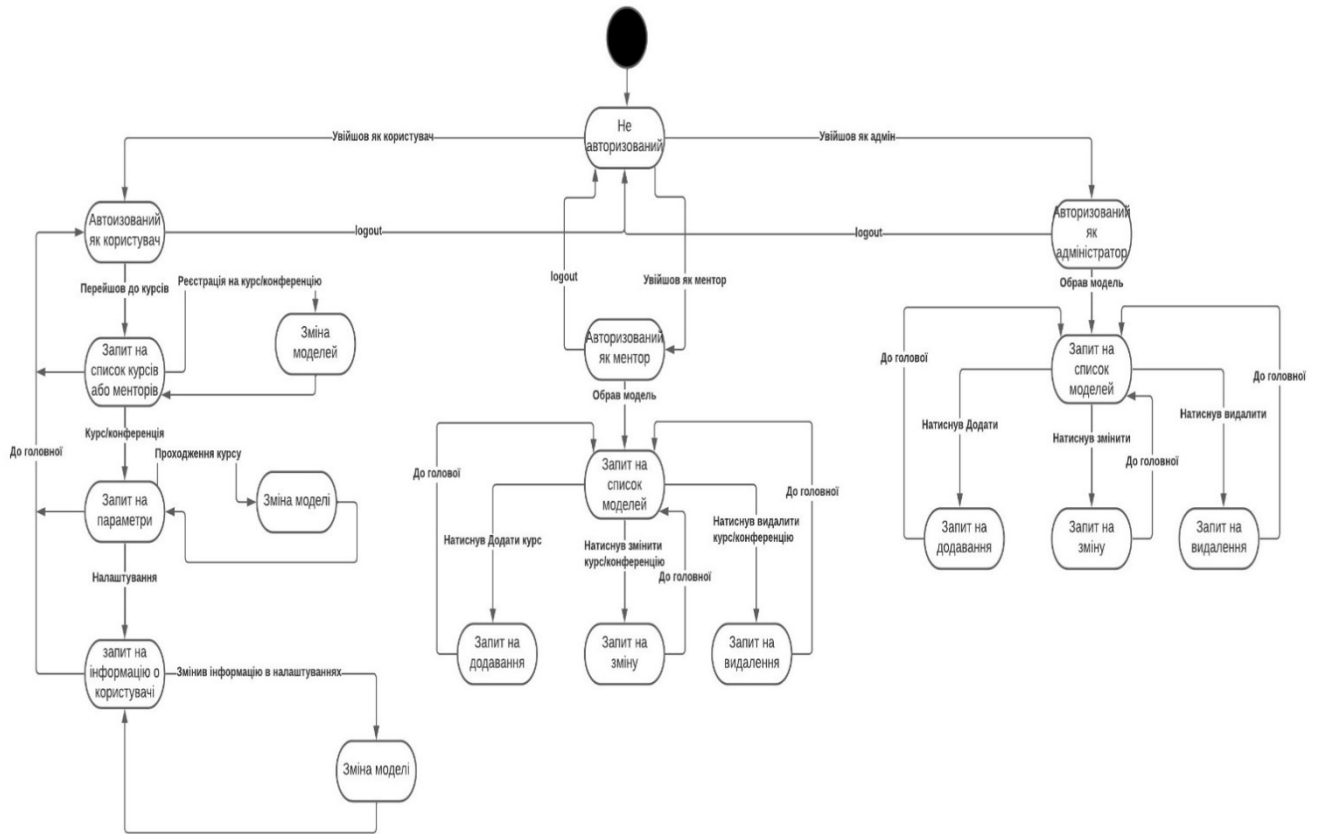 Не
авторизований
Увійшов як користувач
Увійшов як адмін
Автоизований
як користувач
logout
logout
Авторизований
як
адміністратор
logout
Увійшов як ментор
Перейшов до курсів
Реєстрація на курс/конференцію
Обрав модель
Зміна
моделей
Авторизований
як ментор
Запит на
список курсів
або менторів
Запит на
список
моделей
До голової
До головної
Обрав модель
Натиснув Додати
Натиснув видалити
Натиснув змінити
До головної
Курс/конференція
До головної
Проходження курсу
Запит на
параметри
Зміна моделі
Запит на
список
моделей
До голової
До головної
Запит на
додавання
Запит на
зміну
Запит на
видалення
Натиснув Додати курс
Натиснув змінити
курс/конференцію
Натиснув видалити
курс/конференцію
До головної
Налаштування
запит на
інформацію о
користувачі
Змінив інформацію в налаштуваннях
Запит на
додавання
Запит на
зміну
Запит на
видалення
Зміна моделі